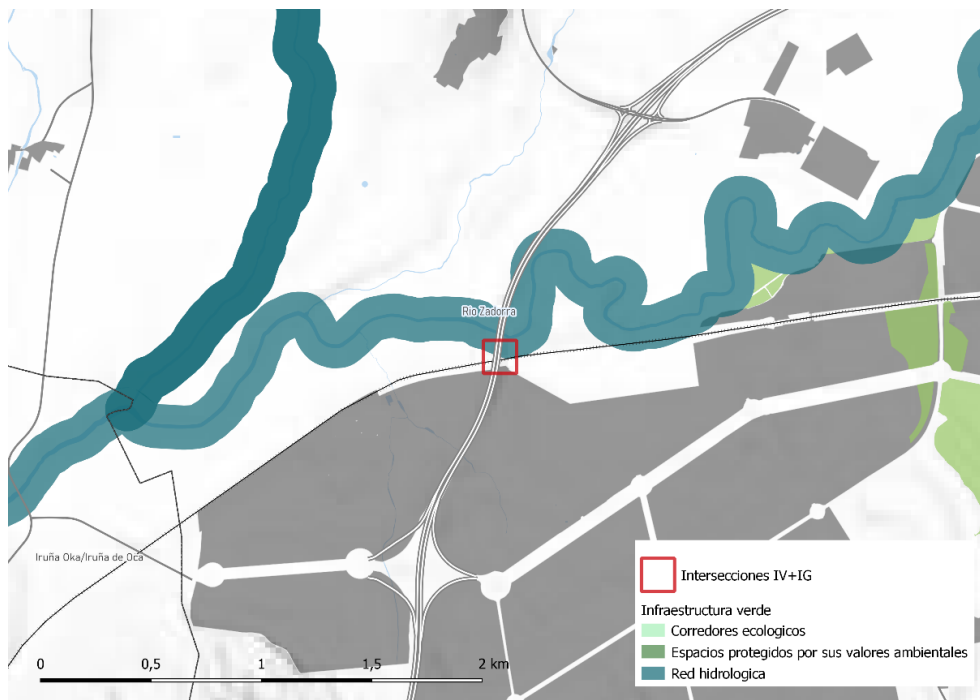 Río Zadorra
Iruña Oka/Iruña de Oca
0 0,5 1 1,5 2 km
Intersecciones IV+IG
Infraestructura verde
Corredores ecologicos
Espacios protegidos por sus valores ambientales
Red hidrologica